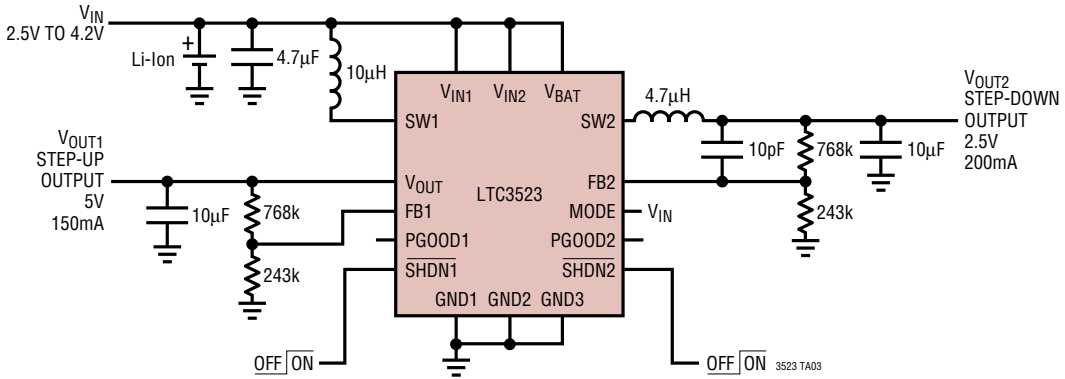 VIN
2.5V TO 4.2V
+
Li-Ion
4.7µF
10µH
VIN1 VIN2 VBAT
4.7µH
SW1
SW2
VOUT2
STEP-DOWN
OUTPUT
2.5V
200mA
10pF
768k
10µF
VOUT1
STEP-UP
OUTPUT
5V
150mA
10µF
768k
VOUT
FB1
LTC3523
FB2
MODE
VIN
243k
PGOOD1
PGOOD2
243k
SHDN1
SHDN2
GND1 GND2 GND3
OFF ON
OFF ON
3523 TA03